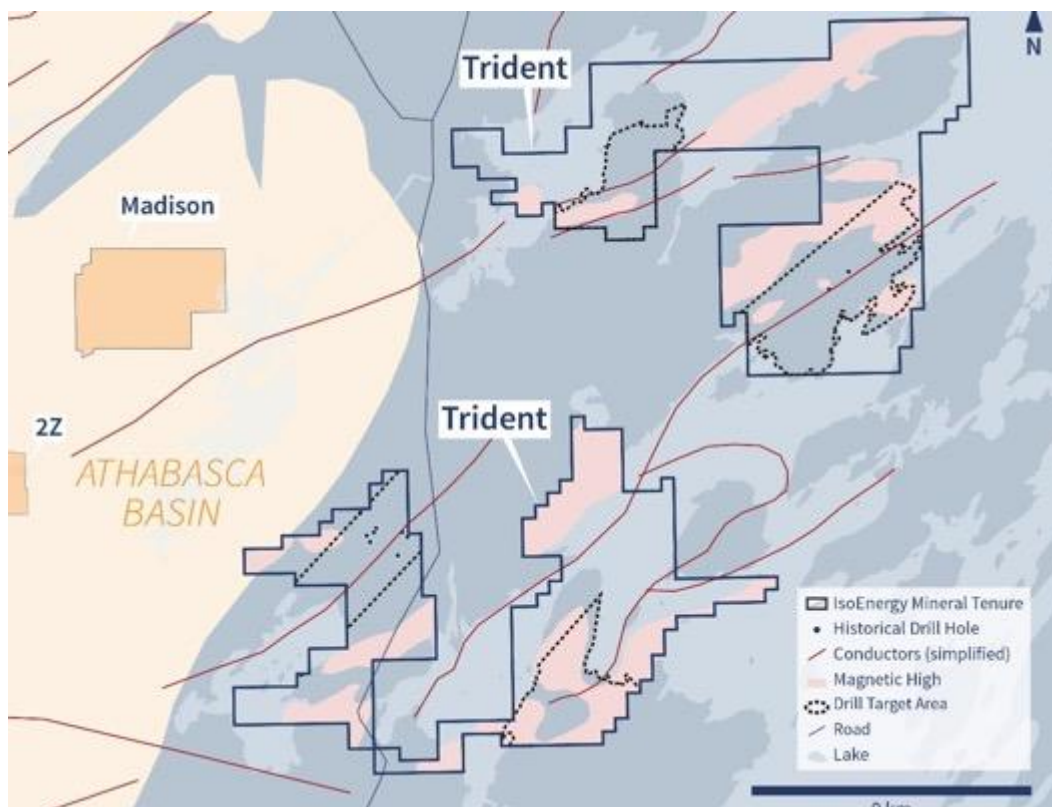 N
Trident
Madison
Trident
2Z
ATHABASCA
BASIN
IsoEnergy Mineral Tenure
Historical Drill Hole
Conductors (simplified)
Magnetic High
Drill Target Area
Road
Lake
km